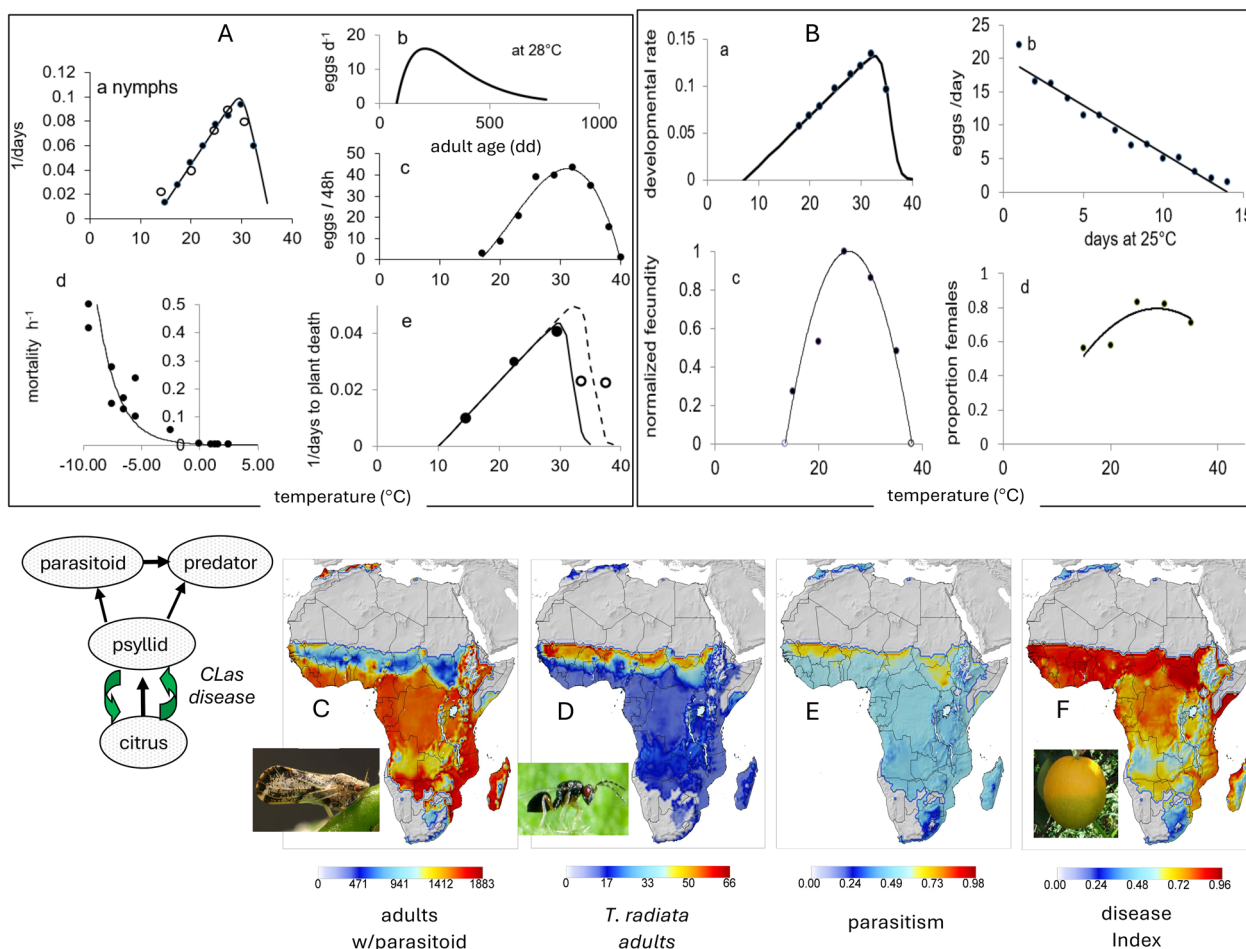 A
a nymphs
1/days
0.12
0.1
0.08
0.06
0.04
0.02
0
0 10 20 30 40
b
at 28°C
eggs d⁻¹
0 500 1000
adult age (dd)
c
eggs / 48h
50
40
30
20
10
0
0 10 20 30 40
d
mortality h⁻¹
0.5
0.4
0.3
0.2
0.1
0
-10.00 -5.00 0.00 5.00
e
1/days to plant death
0.04
0.02
0
0 10 20 30 40
temperature (°C)
B
a
developmental rate
0.15
0.1
0.05
0
0 10 20 30 40
b
eggs /day
25
20
15
10
5
0
0 5 10 15
days at 25°C
c
normalized fecundity
1
0.8
0.6
0.4
0.2
0
0 20 40
d
proportion females
1
0.8
0.6
0.4
0.2
0
0 20 40
temperature (°C)
parasitoid
predator
psyllid
CLas
disease
citrus
C
0 471 941 1412 1883
adults
w/parasitoid
D
0 17 33 50 66
T. radiata
adults
E
0.00 0.24 0.49 0.73 0.98
parasitism
F
0.00 0.24 0.48 0.72 0.96
disease
Index